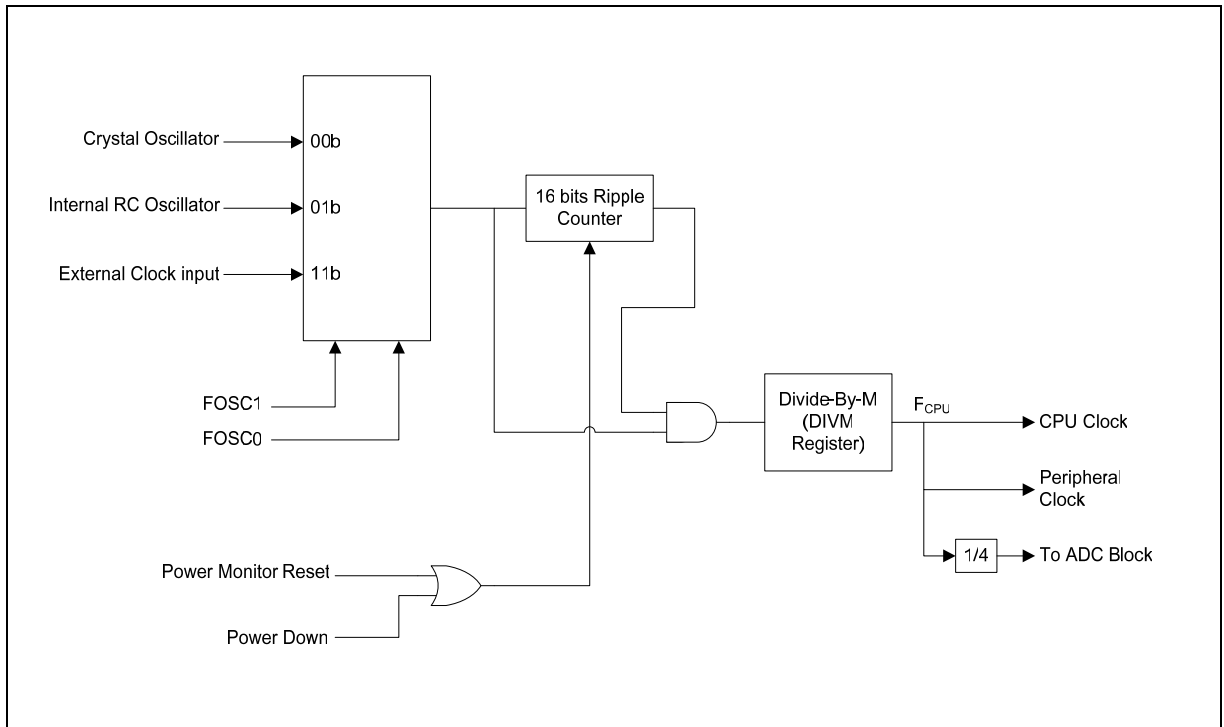 Crystal Oscillator
00b
Internal RC Oscillator
01b
External Clock input
11b
FOSC1
FOSC0
16 bits Ripple
Counter
Divide-By-M
(DIVM
Register)
FCPU
CPU Clock
Peripheral
Clock
1/4
To ADC Block
Power Monitor Reset
Power Down